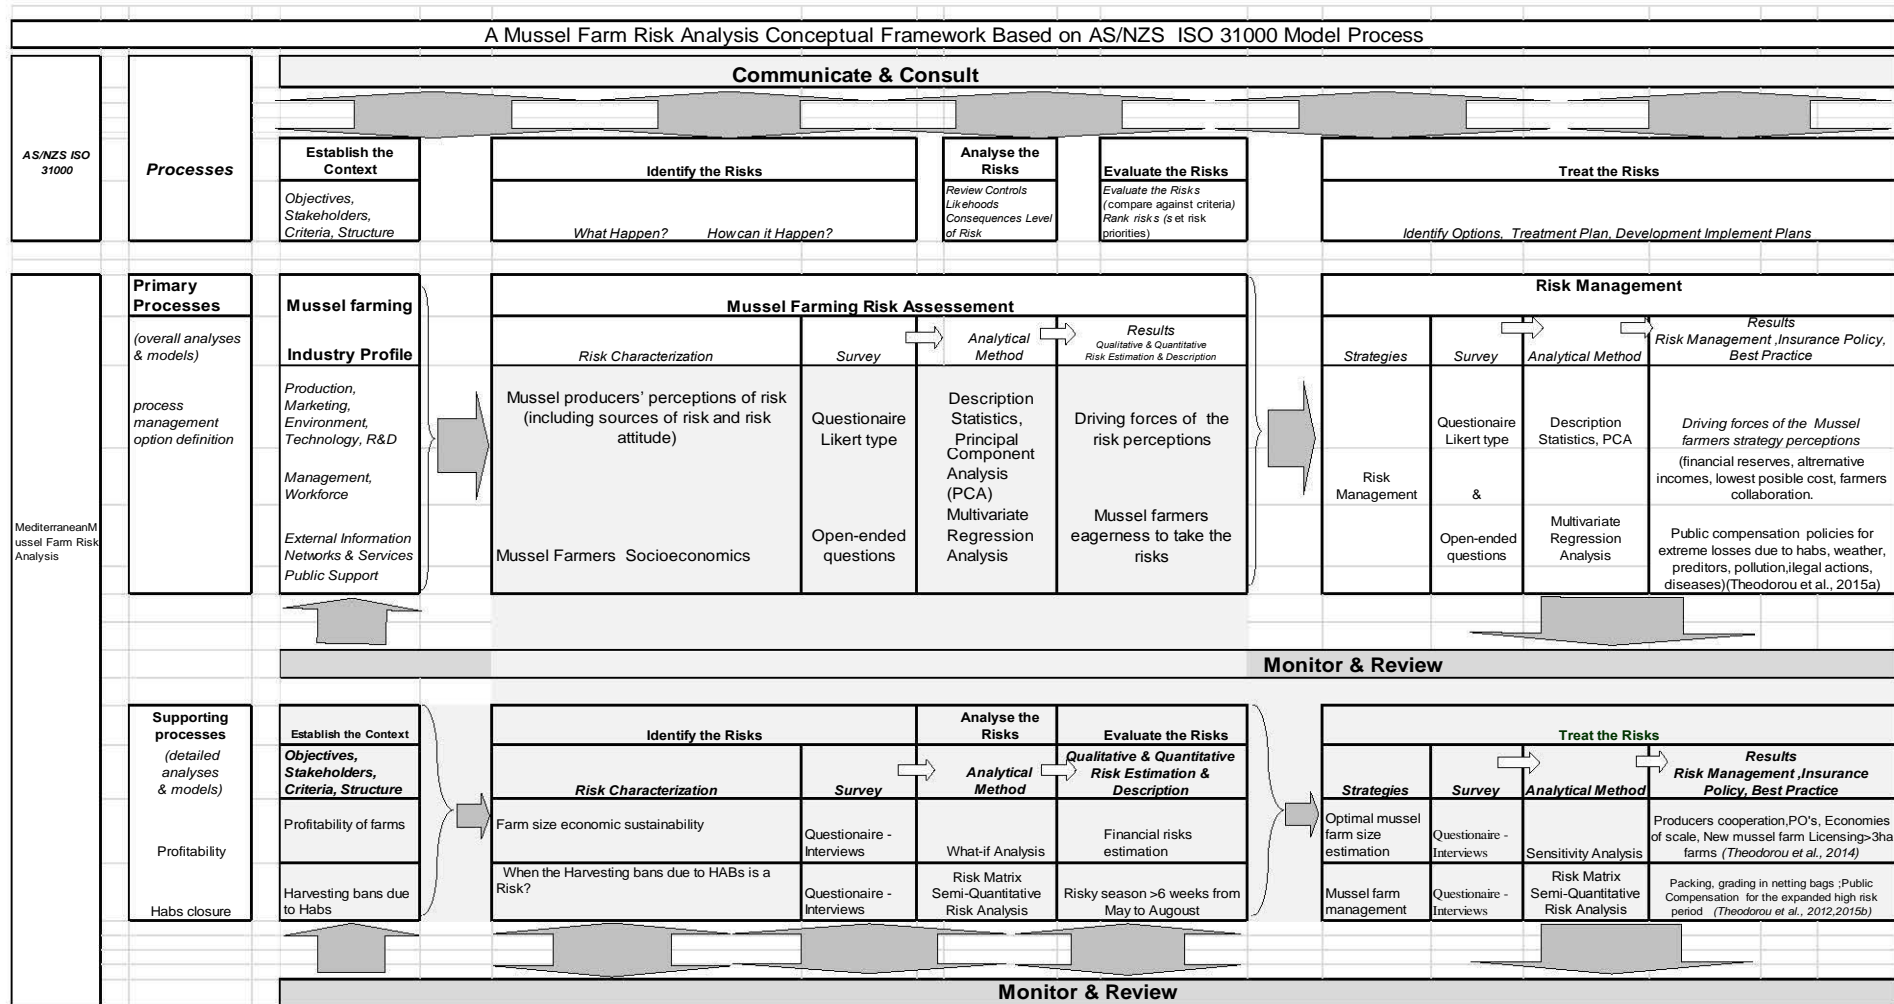 A Mussel Farm Risk Analysis Conceptual Framework Based on AS/NZS ISO 31000 Model Process
Communicate & Consult
AS/NZS ISO
31000
Processes
Establish the
Context
Objectives,
Stakeholders,
Criteria, Structure
Identify the Risks
What Happen? How can it Happen?
Analyse the
Risks
Review Controls
Likehoods
Consequences Level
of Risk
Evaluate the Risks
Evaluate the Risks
(compare against criteria)
Rank risks (set risk
priorities)
Treat the Risks
Identify Options, Treatment Plan, Development Implement Plans
MediterraneanM
ussel Farm Risk
Analysis
Primary
Processes
(overall analyses
& models)
process
management
option definition
Mussel farming
Industry Profile
Production,
Marketing,
Environment,
Technology, R&D
Management,
Workforce
External Information
Networks & Services
Public Support
Mussel Farming Risk Assessement
Risk Characterization
Survey
Analytical
Method
Results
Qualitative & Quantitative
Risk Estimation & Description
Mussel producers’ perceptions of risk
(including sources of risk and risk
attitude)
Mussel Farmers Socioeconomics
Questionaire
Likert type
Open-ended
questions
Description
Statistics,
Principal
Component
Analysis
(PCA)
Multivariate
Regression
Analysis
Driving forces of the
risk perceptions
Mussel farmers
eagerness to take the
risks
Risk Management
Strategies
Survey
Analytical Method
Results
Risk Management ,Insurance Policy,
Best Practice
Risk
Management
Questionaire
Likert type
&
Open-ended
questions
Description
Statistics, PCA
Multivariate
Regression
Analysis
Driving forces of the Mussel
farmers strategy perceptions
(financial reserves, altrernative
incomes, lowest posible cost, farmers
collaboration.
Public compensation policies for
extreme losses due to habs, weather,
preditors, pollution,ilegal actions,
diseases)(Theodorou et al., 2015a)
Monitor & Review
Supporting
processes
(detailed
analyses
& models)
Profitability
Habs closure
Establish the Context
Objectives,
Stakeholders,
Criteria, Structure
Profitability of farms
Harvesting bans due
to Habs
Identify the Risks
Analyse the
Risks
Evaluate the Risks
Risk Characterization
Survey
Analytical
Method
Qualitative & Quantitative
Risk Estimation &
Description
Farm size economic sustainability
Questionaire -
Interviews
What-if Analysis
Financial risks
estimation
When the Harvesting bans due to HABs is a
Risk?
Questionaire -
Interviews
Risk Matrix
Semi-Quantitative
Risk Analysis
Risky season >6 weeks from
May to Augoust
Treat the Risks
Strategies
Survey
Analytical Method
Results
Risk Management ,Insurance
Policy, Best Practice
Optimal mussel
farm size
estimation
Questionaire -
Interviews
Sensitivity Analysis
Producers cooperation,PO's, Economies
of scale, New mussel farm Licensing>3ha
farms (Theodorou et al., 2014)
Mussel farm
management
Questionaire -
Interviews
Risk Matrix
Semi-Quantitative
Risk Analysis
Packing, grading in netting bags ;Public
Compensation for the expanded high risk
period (Theodorou et al., 2012,2015b)
Monitor & Review